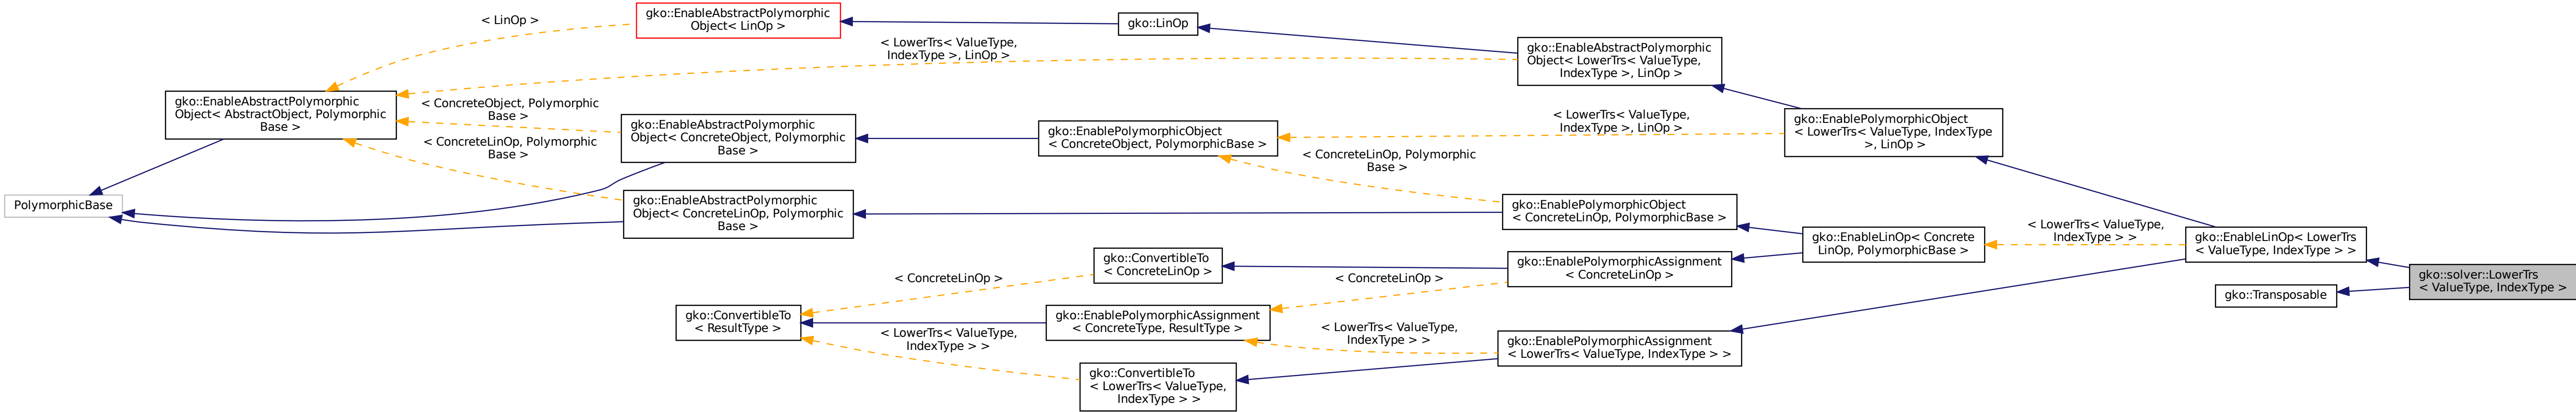 PolymorphicBase
gko::EnableAbstractPolymorphic
Object< AbstractObject, Polymorphic
Base >
< LinOp >
gko::EnableAbstractPolymorphic
Object< LinOp >
gko::LinOp
< LowerTrs< ValueType,
IndexType >, LinOp >
gko::EnableAbstractPolymorphic
Object< LowerTrs< ValueType,
IndexType >, LinOp >
< ConcreteObject, Polymorphic
Base >
gko::EnableAbstractPolymorphic
Object< ConcreteObject, Polymorphic
Base >
gko::EnablePolymorphicObject
< ConcreteObject, PolymorphicBase >
< LowerTrs< ValueType,
IndexType >, LinOp >
gko::EnablePolymorphicObject
< LowerTrs< ValueType, IndexType
>, LinOp >
< ConcreteLinOp, Polymorphic
Base >
gko::EnableAbstractPolymorphic
Object< ConcreteLinOp, Polymorphic
Base >
< ConcreteLinOp, Polymorphic
Base >
gko::EnablePolymorphicObject
< ConcreteLinOp, PolymorphicBase >
gko::EnableLinOp< Concrete
LinOp, PolymorphicBase >
< LowerTrs< ValueType,
IndexType > >
gko::EnableLinOp< LowerTrs
< ValueType, IndexType > >
gko::solver::LowerTrs
< ValueType, IndexType >
gko::Transposable
gko::ConvertibleTo
< ResultType >
< ConcreteLinOp >
gko::ConvertibleTo
< ConcreteLinOp >
gko::EnablePolymorphicAssignment
< ConcreteLinOp >
< ConcreteLinOp >
gko::EnablePolymorphicAssignment
< ConcreteType, ResultType >
< LowerTrs< ValueType,
IndexType > >
< LowerTrs< ValueType,
IndexType > >
gko::EnablePolymorphicAssignment
< LowerTrs< ValueType, IndexType > >
gko::ConvertibleTo
< LowerTrs< ValueType,
IndexType > >